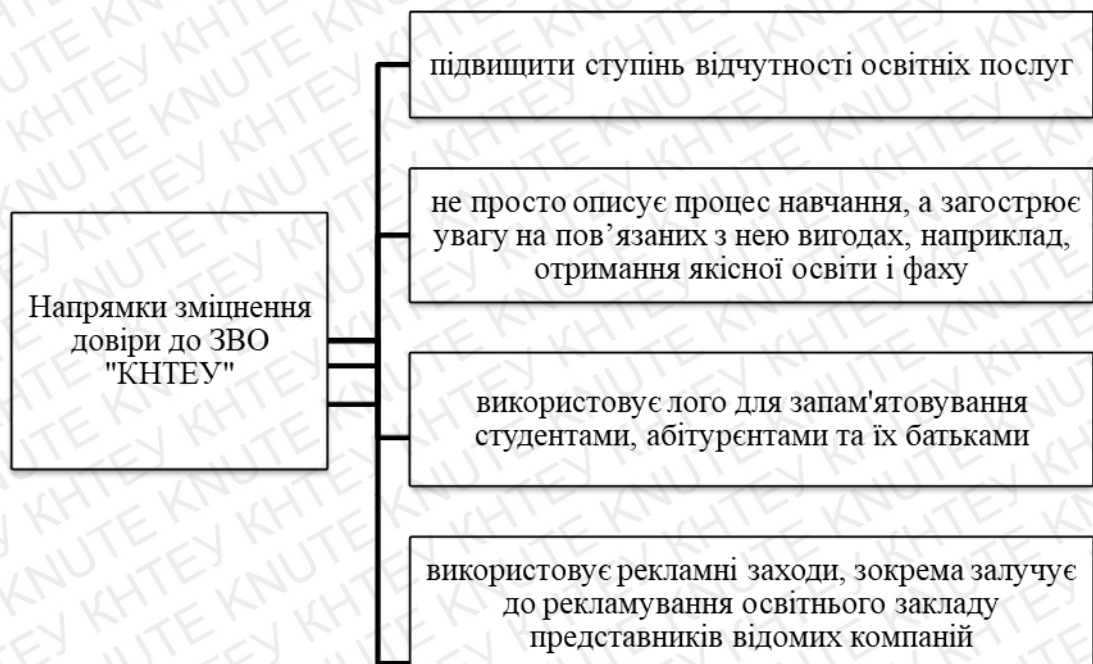 Напрямки зміцнення
довіри до ЗВО
"КНТЕУ"
підвищити ступінь відчутності освітніх послуг
не просто описує процес навчання, а загострює
увагу на пов’язаних з нею вигодах, наприклад,
отримання якісної освіти і фаху
використовує лого для запам'ятовування
студентами, абітурєнтами та їх батьками
використовує рекламні заходи, зокрема залучує
до рекламування освітнього закладу
представників відомих компаній